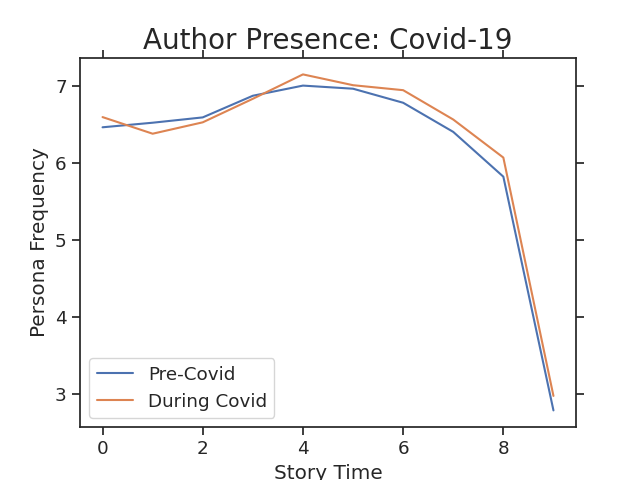 Author Presence: Covid-19
Persona Frequency
7
6
5
4
3
Pre-Covid
During Covid
0 2 4 6 8
Story Time